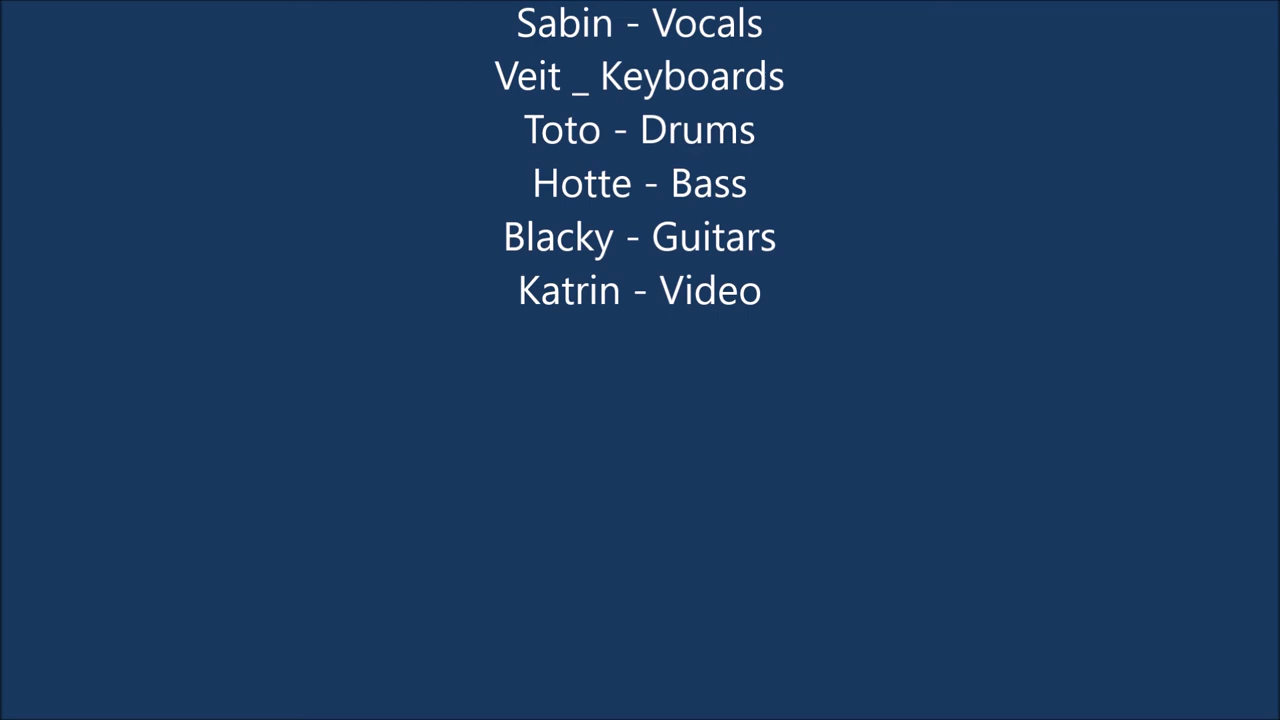 Sabin - Vocals
Veit _ Keyboards
Toto - Drums
Hotte - Bass
Blacky - Guitars
Katrin - Video